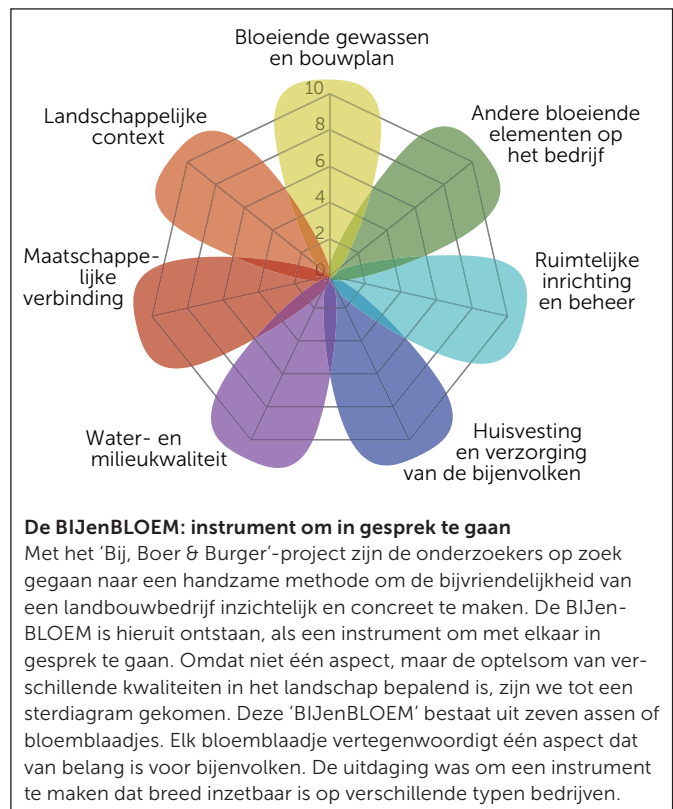 Bloeiende gewassen
en bouwplan
Landschappelijke
context
Andere bloeiende
elementen op
het bedrijf
10
8
6
4
2
0
Maatschappe-
lijke
verbinding
Ruimtelijke
inrichting
en beheer
Water- en
milieukwaliteit
Huisvesting
en verzorging
van de bijenvolken
De BIJenBLOEM: instrument om in gesprek te gaan
Met het ‘Bij, Boer & Burger’-project zijn de onderzoekers op zoek
gegaan naar een handzame methode om de bijvriendelijkheid van
een landbouwbedrijf inzichtelijk en concreet te maken. De BIJen-
BLOEM is hieruit ontstaan, als een instrument om met elkaar in
gesprek te gaan. Omdat niet één aspect, maar de optelsom van ver-
schillende kwaliteiten in het landschap bepalend is, zijn we tot een
sterdiagram gekomen. Deze ‘BIJenBLOEM’ bestaat uit zeven assen of
bloemblaadjes. Elk bloemblaadje vertegenwoordigt één aspect dat
van belang is voor bijenvolken. De uitdaging was om een instrument
te maken dat breed inzetbaar is op verschillende typen bedrijven.